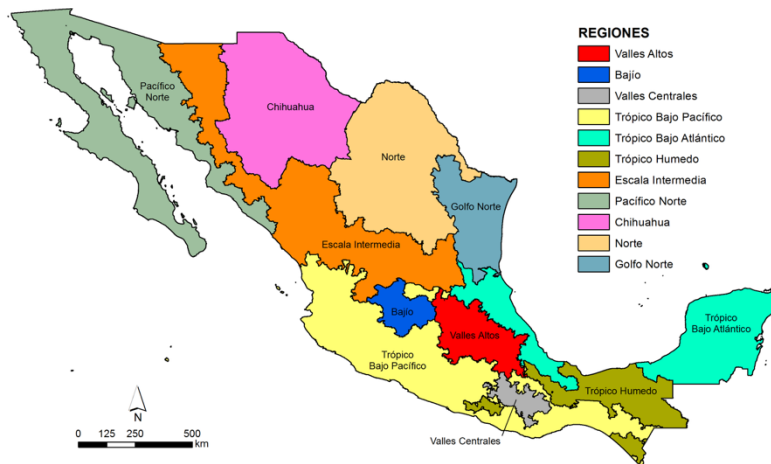 REGIONES
Valles Altos
Bajío
Valles Centrales
Trópico Bajo Pacífico
Trópico Bajo Atlántico
Trópico Humedo
Escala Intermedia
Pacífico Norte
Chihuahua
Norte
Golfo Norte
Pacífico
Norte
Chihuahua
Norte
Golfo Norte
Escala Intermedia
Bajío
Valles Altos
Trópico
Bajo Atlántico
Trópico
Bajo Pacífico
Trópico Humedo
Valles Centrales
N
0 125 250 500
km